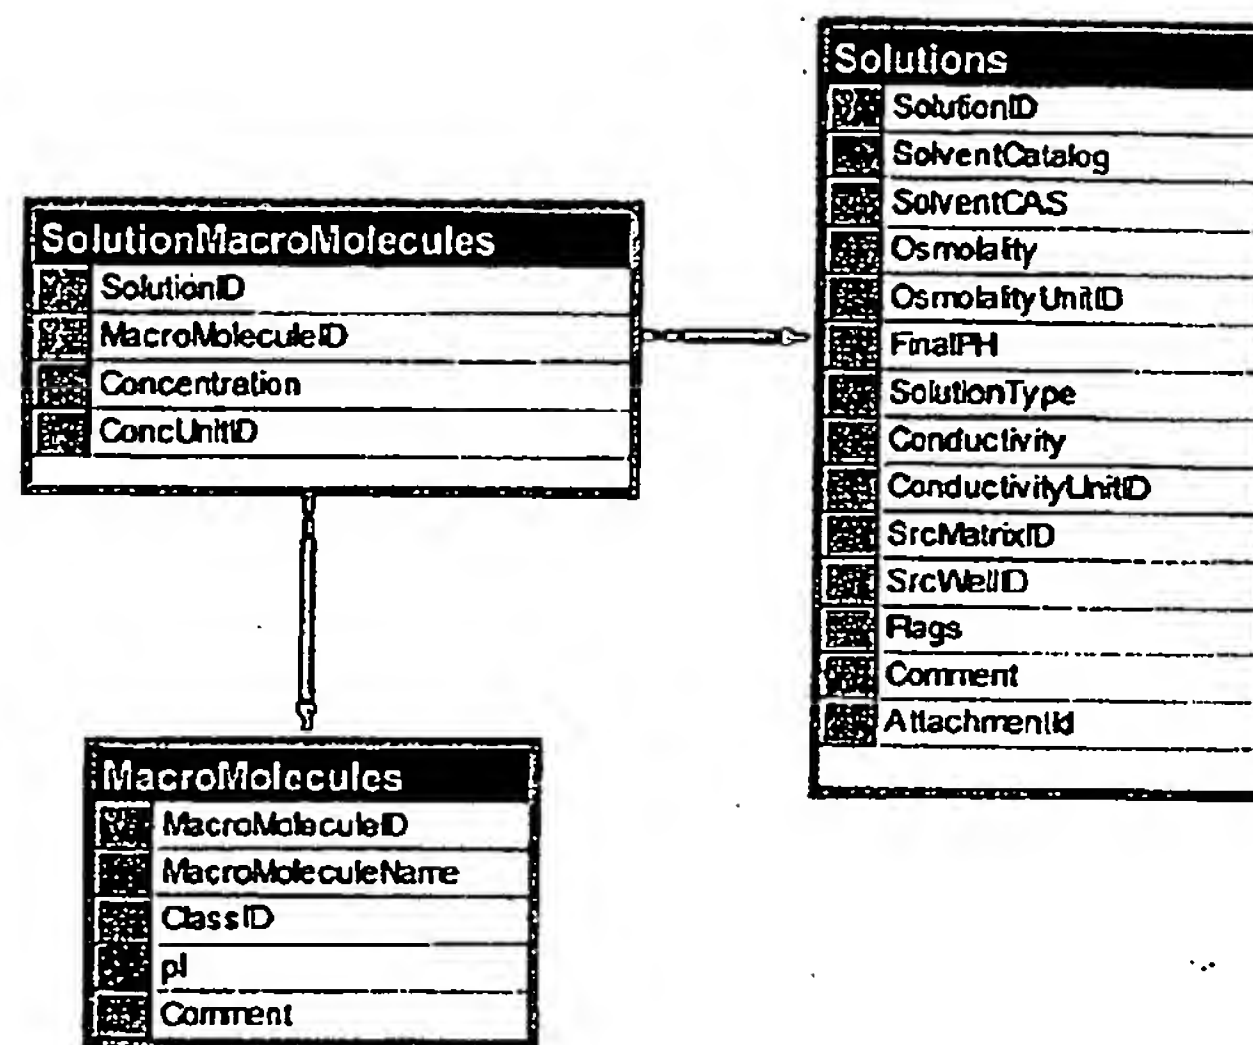 Solutions
SolutionID
SolventCatalog
SolventCAS
Osmolality
OsmolalityUnitID
FinalPH
SolutionType
Conductivity
ConductivityUnitID
SrcMatrixID
SrcWellID
Flags
Comment
AttachmentId
SolutionMacroMolecules
SolutionID
MacroMoleculeID
Concentration
ConcUnitID
MacroMolecules
MacroMoleculeID
MacroMoleculeName
ClassID
pI
Comment